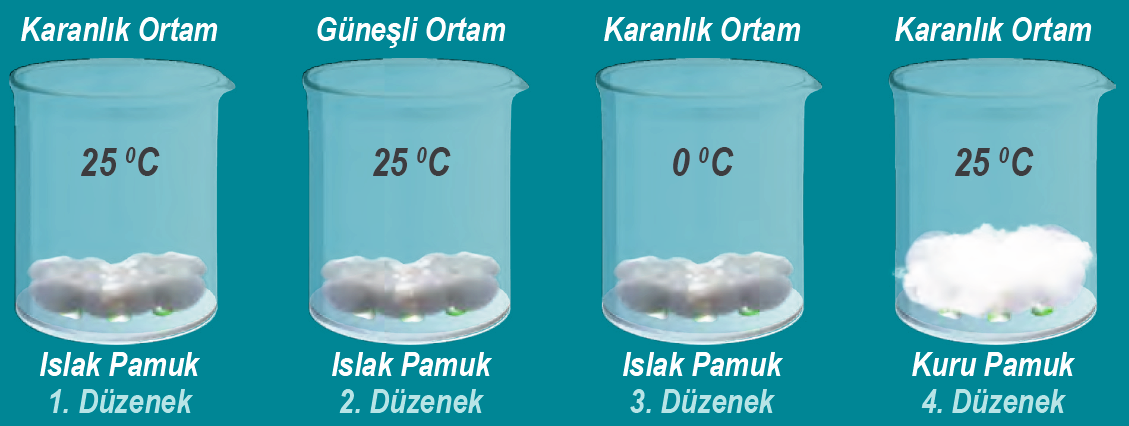 Karanlık Ortam
Güneşli Ortam
Karanlık Ortam
Karanlık Ortam
25 ⁰C
25 ⁰C
0 ⁰C
25 ⁰C
Islak Pamuk
Islak Pamuk
Islak Pamuk
Kuru Pamuk
1. Düzenek
2. Düzenek
3. Düzenek
4. Düzenek